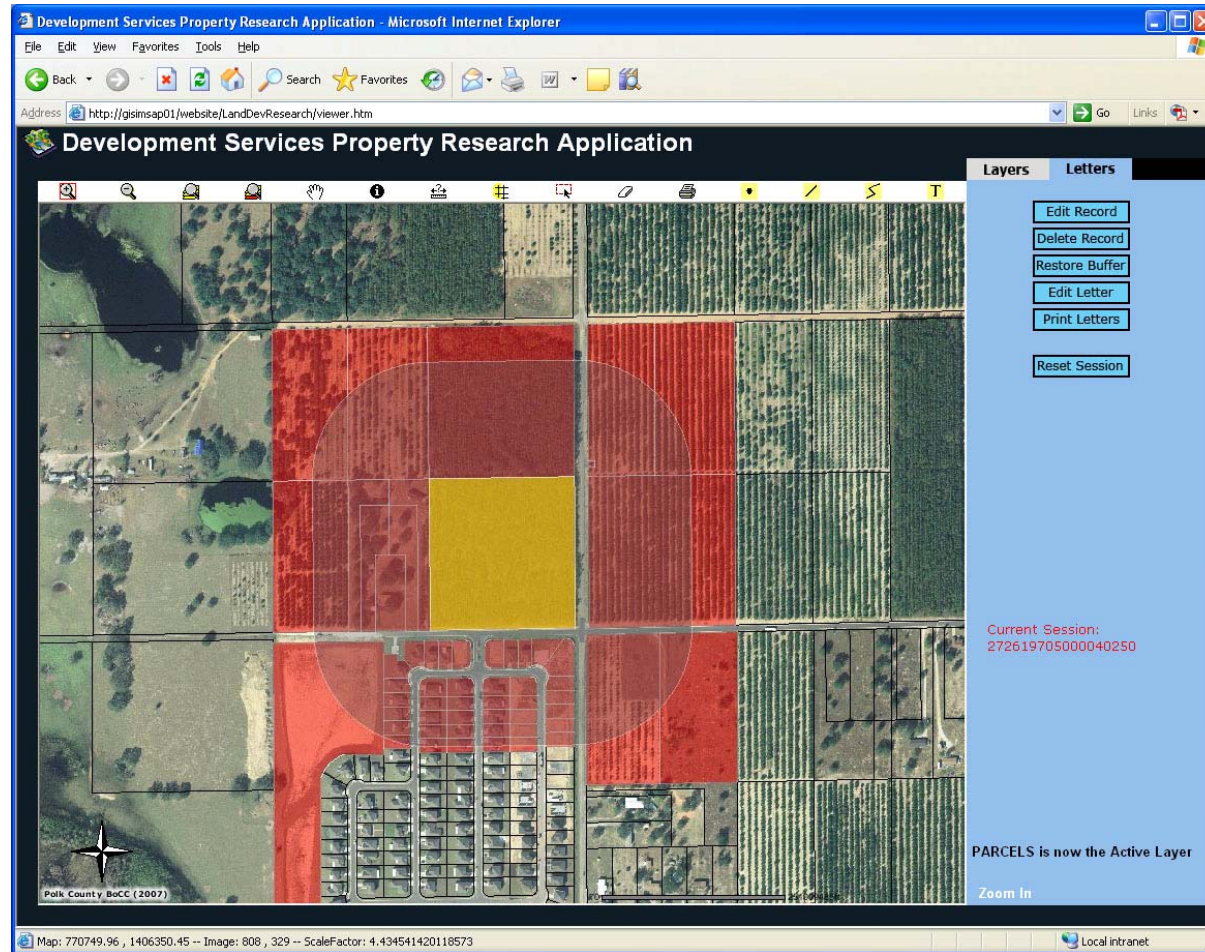 Development Services Property Research Application - Microsoft Internet Explorer
File Edit View Favorites Tools Help
Back Search Favorites
Address http://gisimsap01/website/LandDevResearch/viewer.htm Go Links
Development Services Property Research Application
Layers Letters
T
Edit Record
Delete Record
Restore Buffer
Edit Letter
Print Letters
Reset Session
Current Session:
272619705000040250
PARCELS is now the Active Layer
Polk County BoCC (2007)
Zoom In
Map: 770749.96 , 1406350.45 -- Image: 808 , 329 -- ScaleFactor: 4.434541420118573 Local intranet